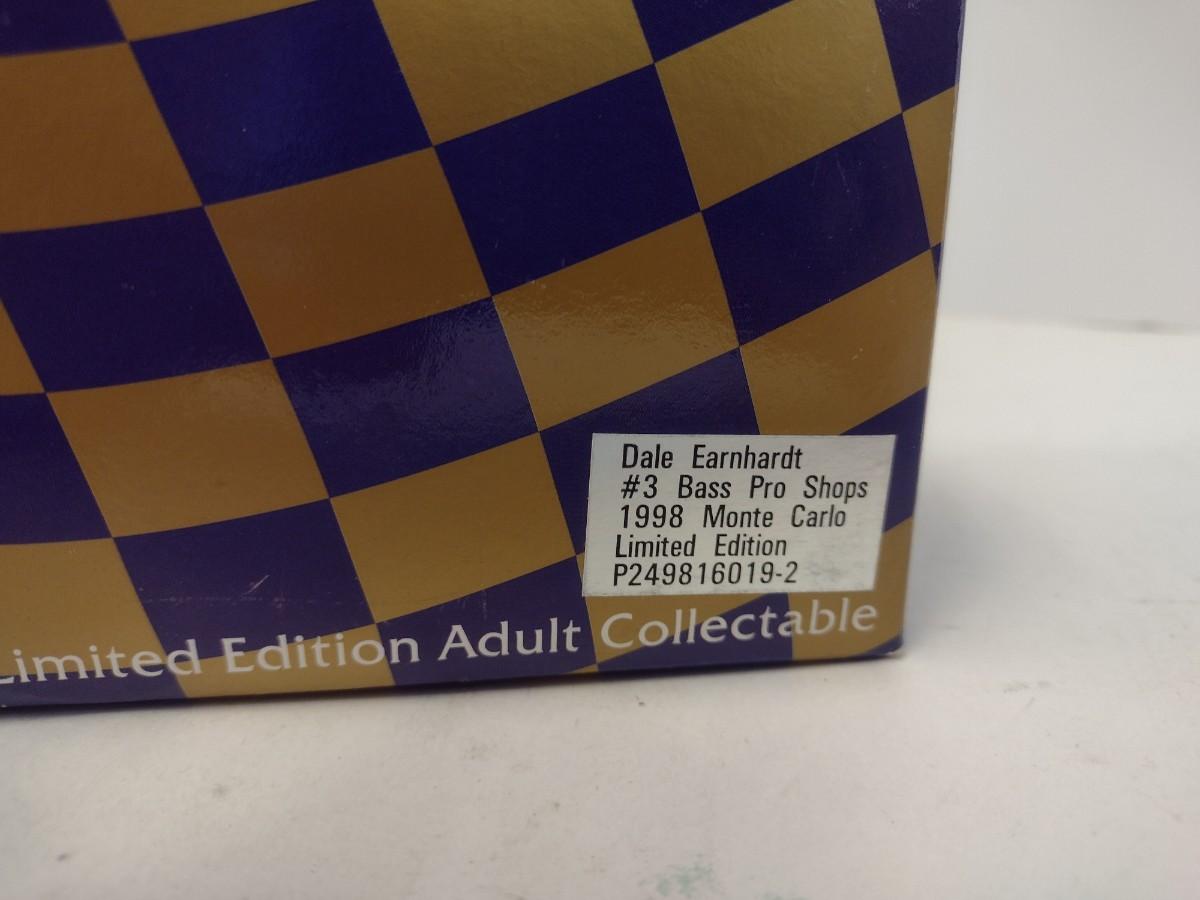 Dale Earnhardt
#3 Bass Pro Shops
1998 Monte Carlo
Limited Edition
P249816019-2
Limited Edition Adult Collectable